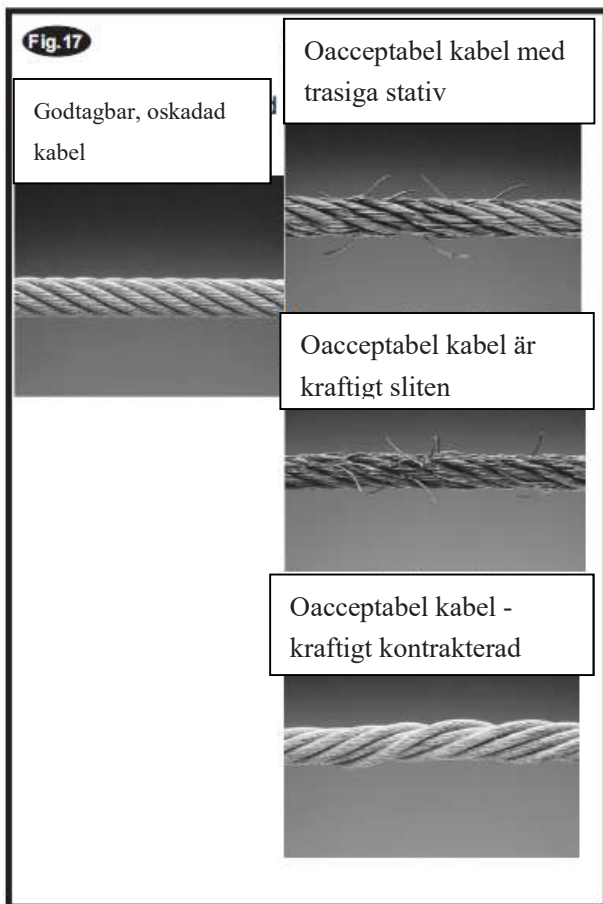 Fig.17
Godtagbar, oskadad
kabel
Oacceptabel kabel med
trasiga stativ
Oacceptabel kabel är
kraftigt sliten
Oacceptabel kabel -
kraftigt kontrakterad